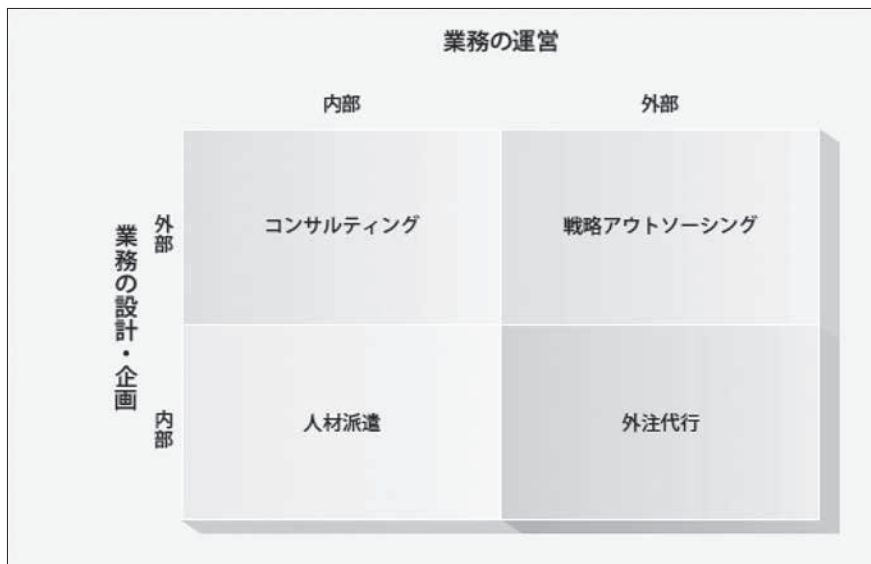 業務の運営
内部
外部
業務の設計・企画
外部
コンサルティング
戦略アウトソーシング
内部
人材派遣
外注代行